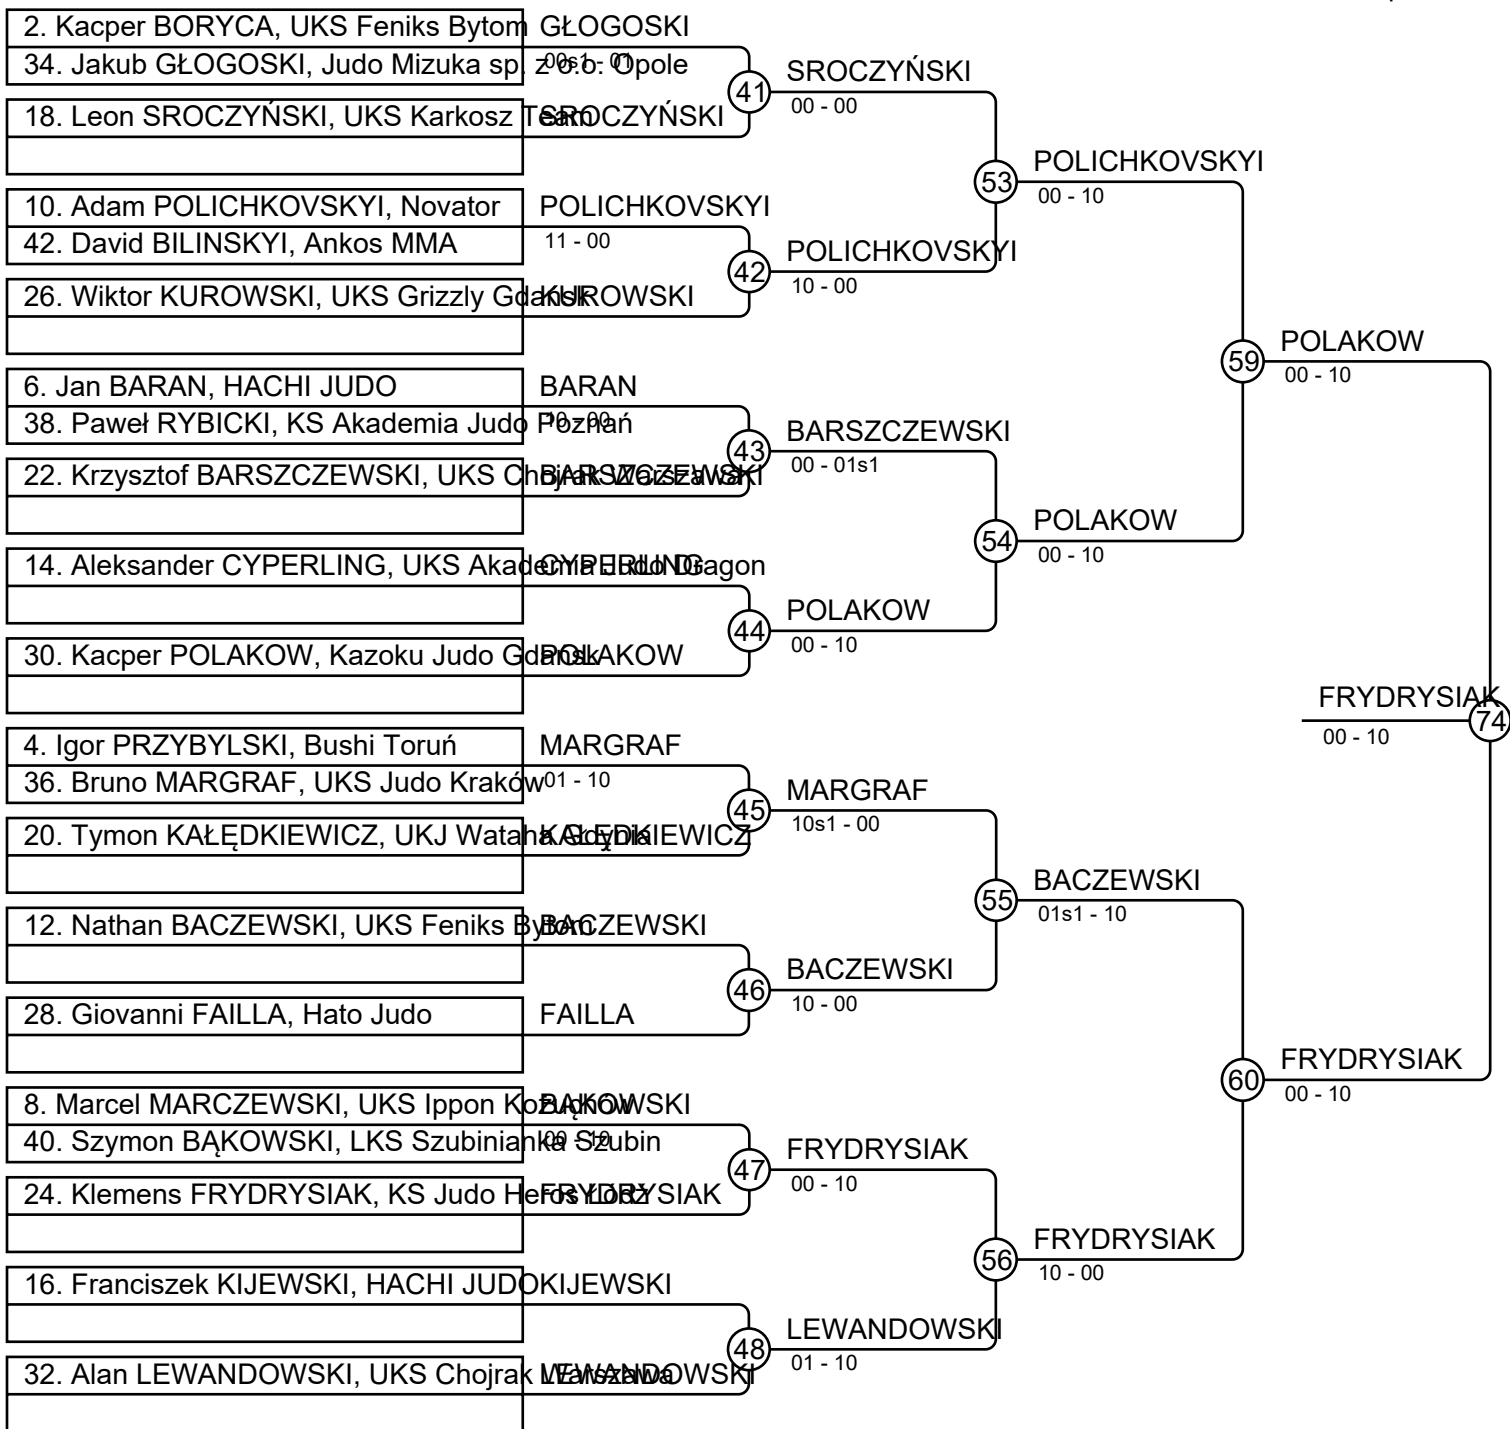 2. Kacper BORYCA, UKS Feniks Bytom
GŁOGOSKI
34. Jakub GŁOGOSKI, Judo Mizuka sp. z o.o. Opole
00s1 - 01
41
SROCZYŃSKI
00 - 00
18. Leon SROCZYŃSKI, UKS Karkosz Team
SROCZYŃSKI
53
POLICHKOVSKYI
00 - 10
10. Adam POLICHKOVSKYI, Novator
POLICHKOVSKYI
42. David BILINSKYI, Ankos MMA
11 - 00
42
POLICHKOVSKYI
10 - 00
26. Wiktor KUROWSKI, UKS Grizzly Gdańsk
KUROWSKI
59
POLAKOW
00 - 10
6. Jan BARAN, HACHI JUDO
BARAN
38. Paweł RYBICKI, KS Akademia Judo Poznań
10 - 00
43
BARSZCZEWSKI
00 - 01s1
22. Krzysztof BARSZCZEWSKI, UKS Chojrak Warszawa
BARSZCZEWSKI
54
POLAKOW
00 - 10
14. Aleksander CYPERLING, UKS Akademia Judo Dragon
CYPERLING
44
POLAKOW
00 - 10
30. Kacper POLAKOW, Kazoku Judo Gdańsk
POLAKOW
FRYDRYSIAK
74
00 - 10
4. Igor PRZYBYLSKI, Bushi Toruń
MARGRAF
36. Bruno MARGRAF, UKS Judo Kraków
01 - 10
45
MARGRAF
10s1 - 00
20. Tymon KAŁĘDKIEWICZ, UKJ Wataha Gdynia
KAŁĘDKIEWICZ
55
BACZEWSKI
01s1 - 10
12. Nathan BACZEWSKI, UKS Feniks Bytom
BACZEWSKI
46
BACZEWSKI
10 - 00
28. Giovanni FAILLA, Hato Judo
FAILLA
60
FRYDRYSIAK
00 - 10
8. Marcel MARCZEWSKI, UKS Ippon Kożuchów
BĄKOWSKI
40. Szymon BĄKOWSKI, LKS Szubinianka Szubin
00 - 10
47
FRYDRYSIAK
00 - 10
24. Klemens FRYDRYSIAK, KS Judo Heros Łódź
FRYDRYSIAK
56
FRYDRYSIAK
10 - 00
16. Franciszek KIJEWSKI, HACHI JUDO
KIJEWSKI
48
LEWANDOWSKI
01 - 10
32. Alan LEWANDOWSKI, UKS Chojrak Warszawa
LEWANDOWSKI